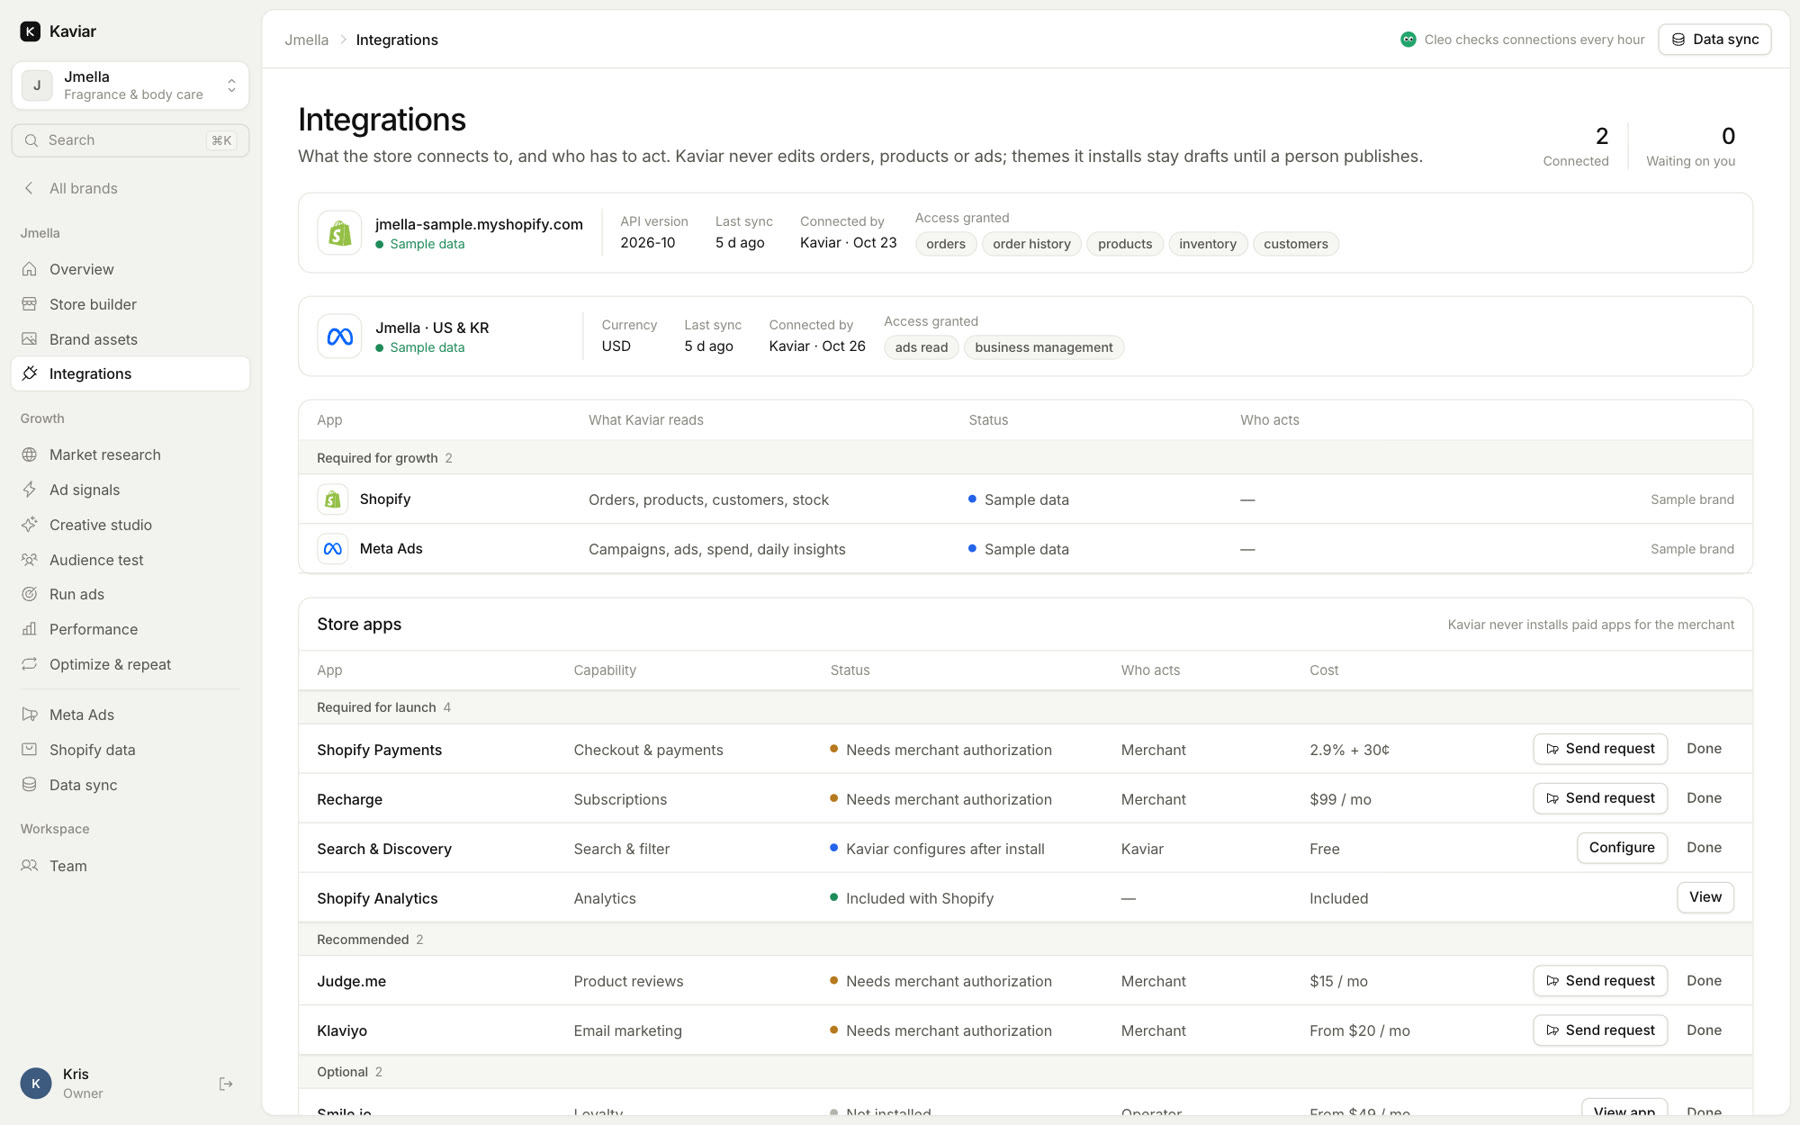 K Kaviar
J
Jmella
Fragrance & body care
Search ⌘K
All brands
Jmella
Overview
Store builder
Brand assets
Integrations
Growth
Market research
Ad signals
Creative studio
Audience test
Run ads
Performance
Optimize & repeat
Meta Ads
Shopify data
Data sync
Workspace
Team
K
Kris
Owner
Jmella Integrations
Cleo checks connections every hour
Data sync
Integrations
What the store connects to, and who has to act. Kaviar never edits orders, products or ads; themes it installs stay drafts until a person publishes.
2
Connected
0
Waiting on you
jmella-sample.myshopify.com
Sample data
API version
2026-10
Last sync
5 d ago
Connected by
Kaviar · Oct 23
Access granted
orders order history products inventory customers
Jmella · US & KR
Sample data
Currency
USD
Last sync
5 d ago
Connected by
Kaviar · Oct 26
Access granted
ads read business management
App What Kaviar reads Status Who acts
Required for growth 2
Shopify Orders, products, customers, stock Sample data — Sample brand
Meta Ads Campaigns, ads, spend, daily insights Sample data — Sample brand
Store apps Kaviar never installs paid apps for the merchant
App Capability Status Who acts Cost
Required for launch 4
Shopify Payments Checkout & payments Needs merchant authorization Merchant 2.9% + 30¢ Send request Done
Recharge Subscriptions Needs merchant authorization Merchant $99 / mo Send request Done
Search & Discovery Search & filter Kaviar configures after install Kaviar Free Configure Done
Shopify Analytics Analytics Included with Shopify — Included View
Recommended 2
Judge.me Product reviews Needs merchant authorization Merchant $15 / mo Send request Done
Klaviyo Email marketing Needs merchant authorization Merchant From $20 / mo Send request Done
Optional 2
Smile.io Loyalty Not installed Operator From $49 / mo View app Done